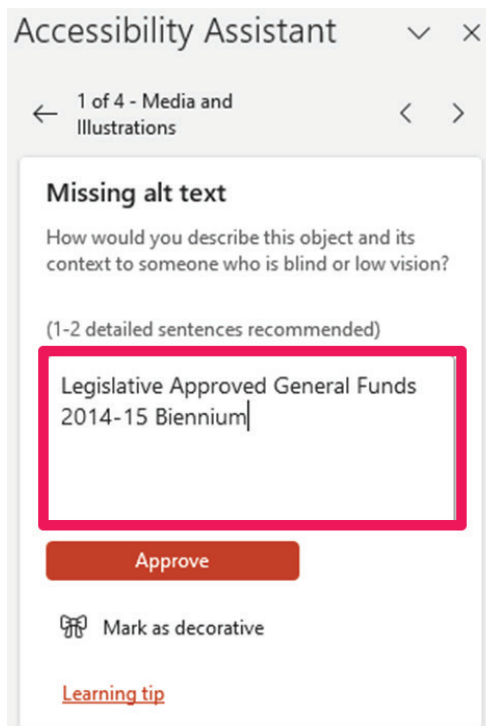 Accessibility Assistant
1 of 4 - Media and
Illustrations
Missing alt text
How would you describe this object and its
context to someone who is blind or low vision?
(1-2 detailed sentences recommended)
Legislative Approved General Funds
2014-15 Biennium
Approve
Mark as decorative
Learning tip